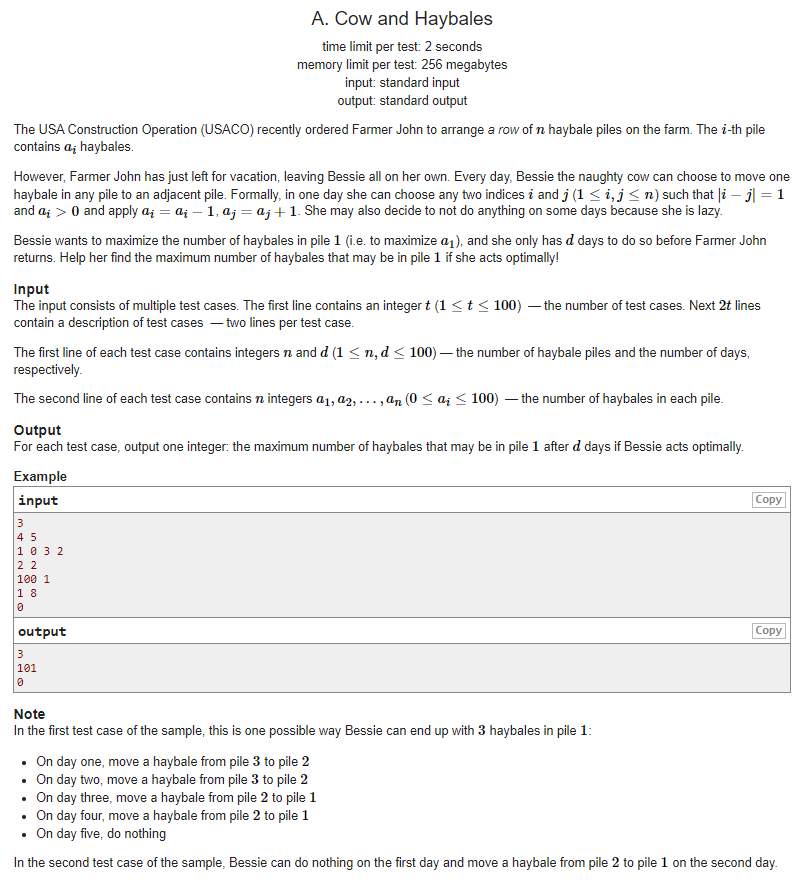 A. Cow and Haybales
time limit per test: 2 seconds
memory limit per test: 256 megabytes
input: standard input
output: standard output
The USA Construction Operation (USACO) recently ordered Farmer John to arrange a row of n haybale piles on the farm. The i-th pile
contains a_i haybales.
However, Farmer John has just left for vacation, leaving Bessie all on her own. Every day, Bessie the naughty cow can choose to move one
haybale in any pile to an adjacent pile. Formally, in one day she can choose any two indices i and j (1 ≤ i, j ≤ n) such that |i − j| = 1
and a_i > 0 and apply a_i = a_i − 1, a_j = a_j + 1. She may also decide to not do anything on some days because she is lazy.
Bessie wants to maximize the number of haybales in pile 1 (i.e. to maximize a_1), and she only has d days to do so before Farmer John
returns. Help her find the maximum number of haybales that may be in pile 1 if she acts optimally!
Input
The input consists of multiple test cases. The first line contains an integer t (1 ≤ t ≤ 100) — the number of test cases. Next 2t lines
contain a description of test cases — two lines per test case.
The first line of each test case contains integers n and d (1 ≤ n, d ≤ 100) — the number of haybale piles and the number of days,
respectively.
The second line of each test case contains n integers a_1, a_2, …, a_n (0 ≤ a_i ≤ 100) — the number of haybales in each pile.
Output
For each test case, output one integer: the maximum number of haybales that may be in pile 1 after d days if Bessie acts optimally.
Example
input
Copy
3
4 5
1 0 3 2
2 2
100 1
1 8
0
output
Copy
3
101
0
Note
In the first test case of the sample, this is one possible way Bessie can end up with 3 haybales in pile 1:
• On day one, move a haybale from pile 3 to pile 2
• On day two, move a haybale from pile 3 to pile 2
• On day three, move a haybale from pile 2 to pile 1
• On day four, move a haybale from pile 2 to pile 1
• On day five, do nothing
In the second test case of the sample, Bessie can do nothing on the first day and move a haybale from pile 2 to pile 1 on the second day.